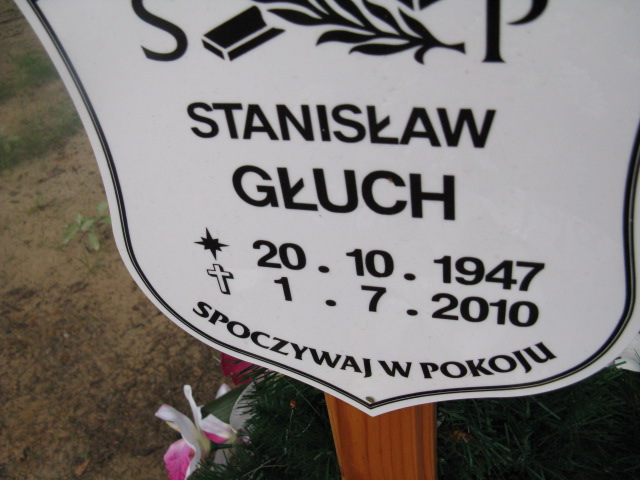 S P
STANISŁAW
GŁUCH
20.10.1947
1.7.2010
SPOCZYWAJ W POKOJU